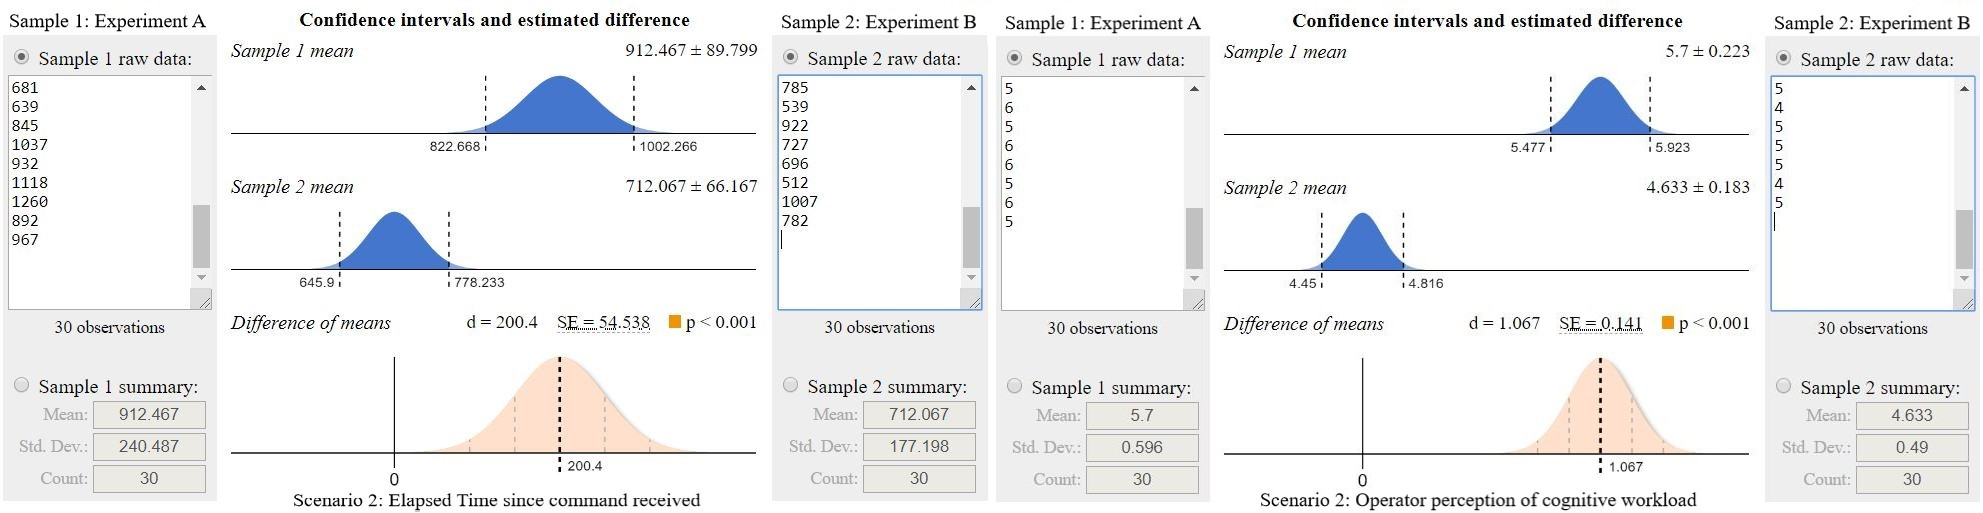 Sample 1: Experiment A
Sample 1 raw data:
681
639
845
1037
932
1118
1260
892
967
30 observations
Sample 1 summary:
Mean: 912.467
Std. Dev.: 240.487
Count: 30
Confidence intervals and estimated difference
Sample 1 mean 912.467 ± 89.799
822.668 1002.266
Sample 2 mean 712.067 ± 66.167
645.9 778.233
Difference of means d = 200.4 SE = 54.538 p < 0.001
200.4
0
Scenario 2: Elapsed Time since command received
Sample 2: Experiment B
Sample 2 raw data:
785
539
922
727
696
512
1007
782
30 observations
Sample 2 summary:
Mean: 712.067
Std. Dev.: 177.198
Count: 30
Sample 1: Experiment A
Sample 1 raw data:
5
6
5
6
6
5
6
5
30 observations
Sample 1 summary:
Mean: 5.7
Std. Dev.: 0.596
Count: 30
Confidence intervals and estimated difference
Sample 1 mean 5.7 ± 0.223
5.477 5.923
Sample 2 mean 4.633 ± 0.183
4.45 4.816
Difference of means d = 1.067 SE = 0.141 p < 0.001
1.067
0
Scenario 2: Operator perception of cognitive workload
Sample 2: Experiment B
Sample 2 raw data:
5
4
5
5
5
4
5
30 observations
Sample 2 summary:
Mean: 4.633
Std. Dev.: 0.49
Count: 30